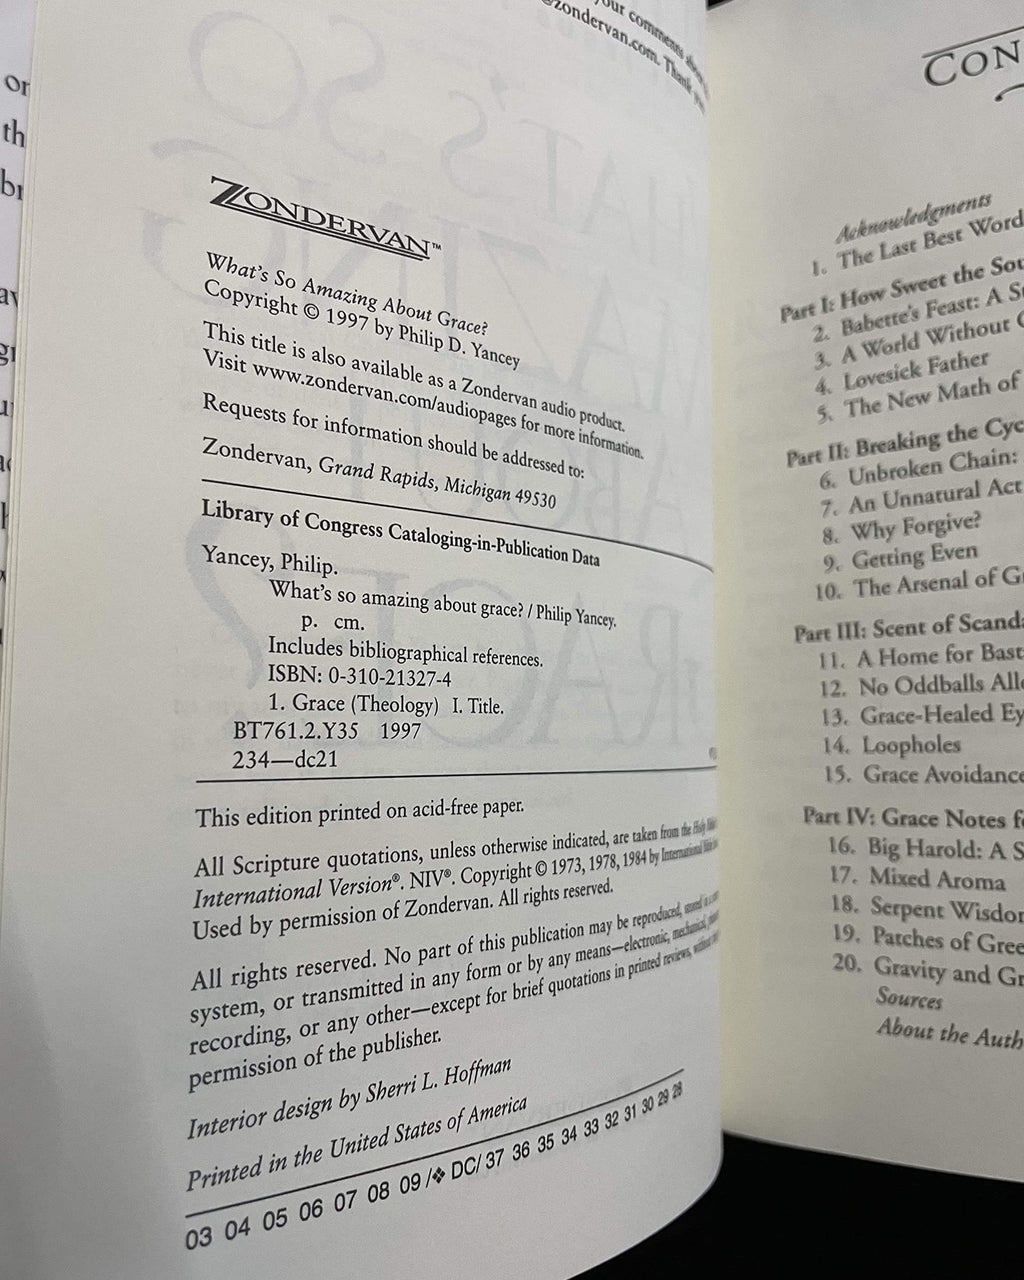 your comments about
@zondervan.com. Thank you.
ZONDERVAN™
What's So Amazing About Grace?
Copyright © 1997 by Philip D. Yancey
This title is also available as a Zondervan audio product.
Visit www.zondervan.com/audiopages for more information.
Requests for information should be addressed to:
Zondervan, Grand Rapids, Michigan 49530
Library of Congress Cataloging-in-Publication Data
Yancey, Philip.
What's so amazing about grace? / Philip Yancey.
p. cm.
Includes bibliographical references.
ISBN: 0-310-21327-4
1. Grace (Theology) I. Title.
BT761.2.Y35 1997
234—dc21
This edition printed on acid-free paper.
All Scripture quotations, unless otherwise indicated, are taken from the Holy
International Version®. NIV®. Copyright © 1973, 1978, 1984 by International
Used by permission of Zondervan. All rights reserved.
All rights reserved. No part of this publication may be reproduced, stored in a
system, or transmitted in any form or by any means—electronic, mechanical,
recording, or any other—except for brief quotations in printed reviews, without
permission of the publisher.
Interior design by Sherri L. Hoffman
Printed in the United States of America
03 04 05 06 07 08 09 /❖ DC/ 37 36 35 34 33 32 31 30 29 28
CON
Acknowledgments
1. The Last Best Word
Part I: How Sweet the Sou
2. Babette's Feast: A S
3. A World Without G
4. Lovesick Father
5. The New Math of
Part II: Breaking the Cyc
6. Unbroken Chain:
7. An Unnatural Act
8. Why Forgive?
9. Getting Even
10. The Arsenal of G
Part III: Scent of Scanda
11. A Home for Bast
12. No Oddballs Allo
13. Grace-Healed Ey
14. Loopholes
15. Grace Avoidance
Part IV: Grace Notes f
16. Big Harold: A S
17. Mixed Aroma
18. Serpent Wisdom
19. Patches of Gree
20. Gravity and Gr
Sources
About the Auth